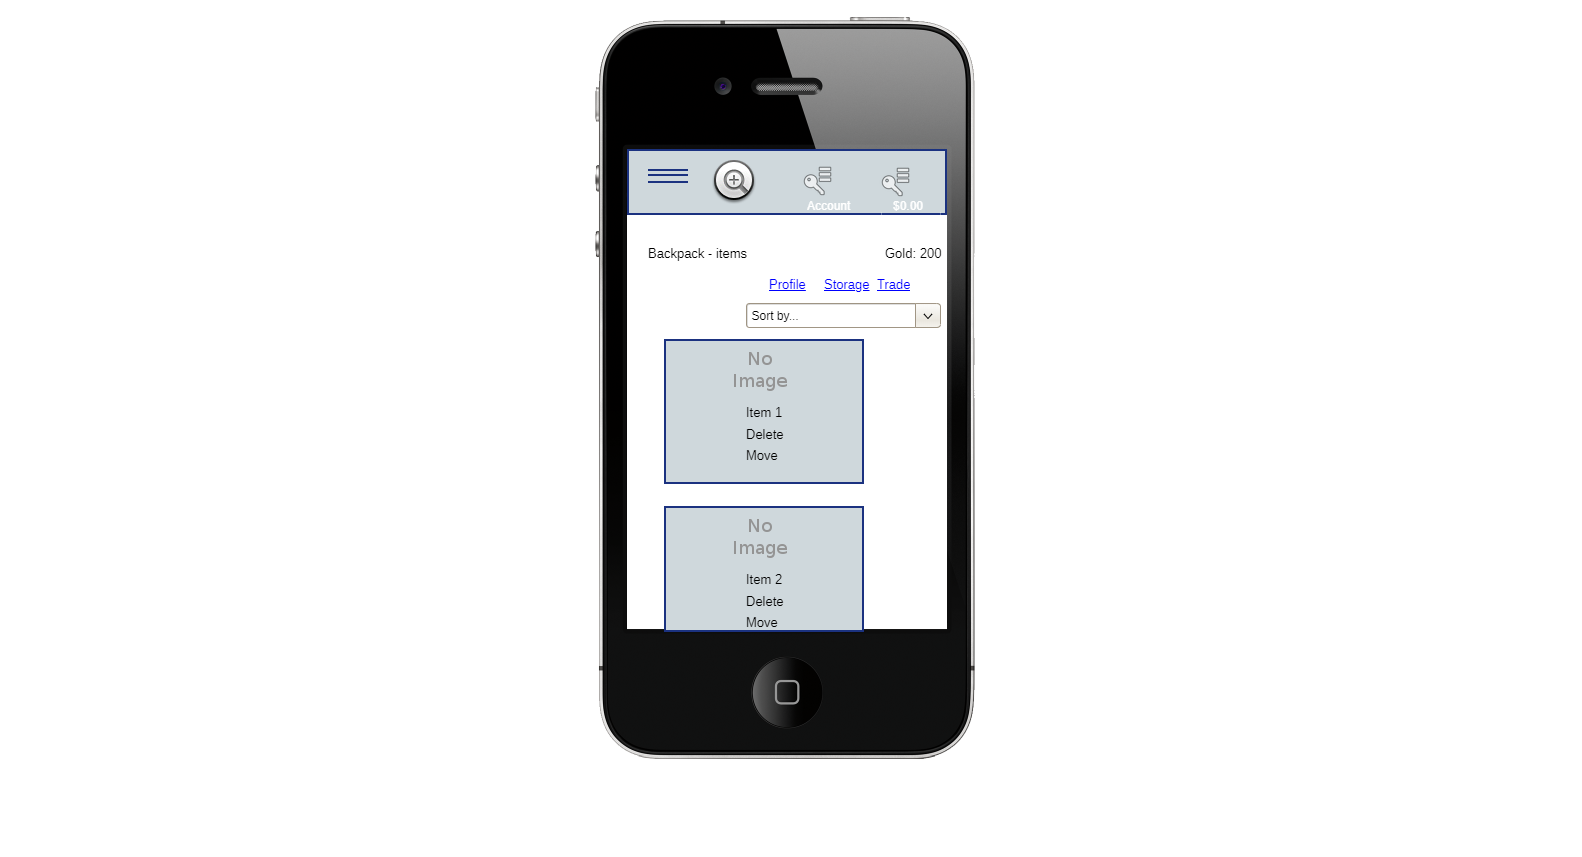 Account $0.00
Backpack - items Gold: 200
Profile Storage Trade
Sort by...
No
Image
Item 1
Delete
Move
No
Image
Item 2
Delete
Move